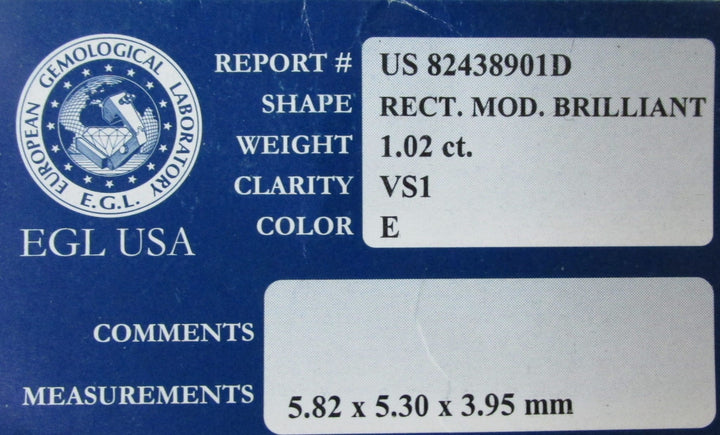 EUROPEAN GEMOLOGICAL LABORATORY
E.G.L.
EGL USA
REPORT # US 82438901D
SHAPE RECT. MOD. BRILLIANT
WEIGHT 1.02 ct.
CLARITY VS1
COLOR E
COMMENTS
MEASUREMENTS 5.82 x 5.30 x 3.95 mm